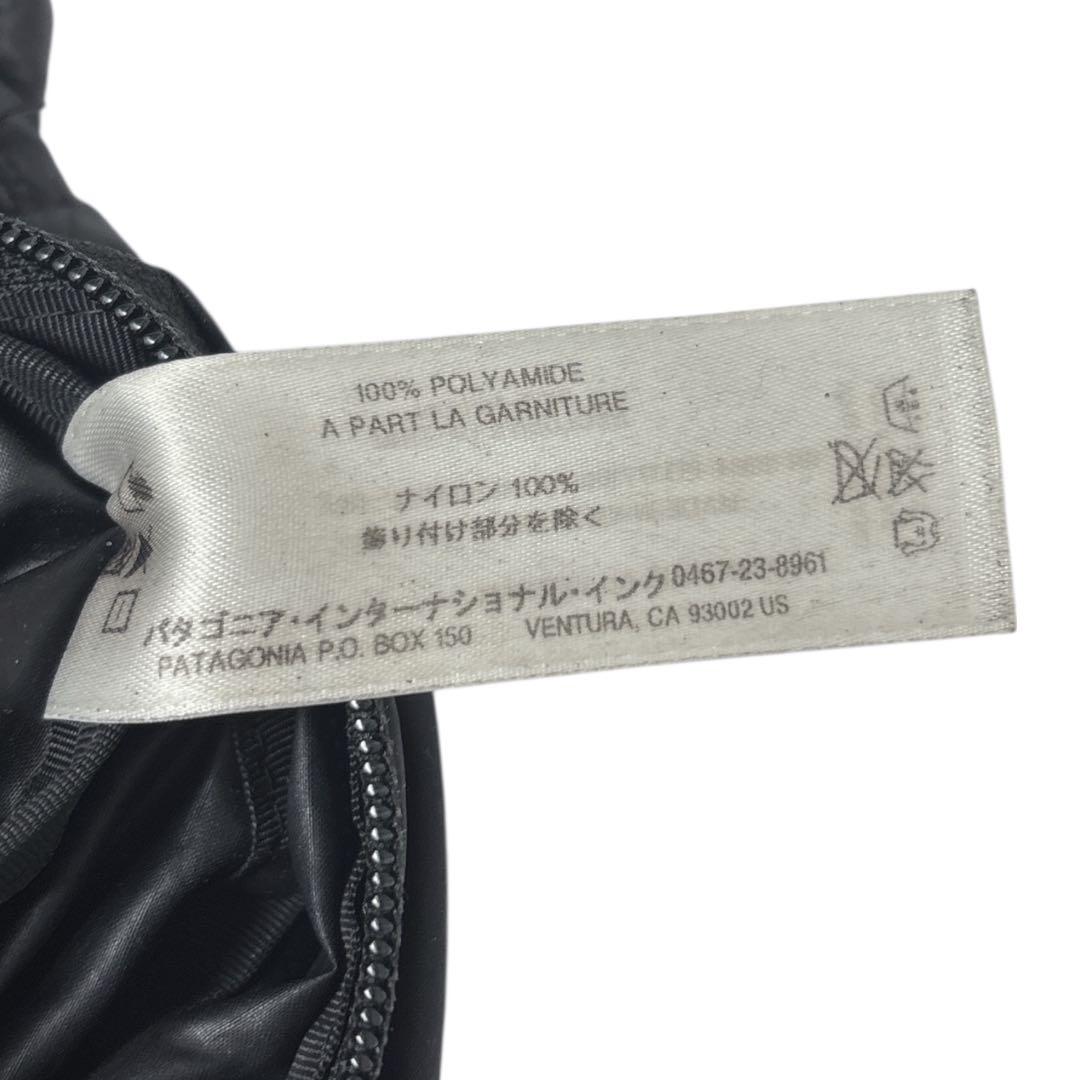 100% POLYAMIDE
A PART LA GARNITURE
ナイロン 100%
飾り付け部分を除く
パタゴニア・インターナショナル・インク 0467-23-8961
PATAGONIA P.O. BOX 150 VENTURA, CA 93002 US